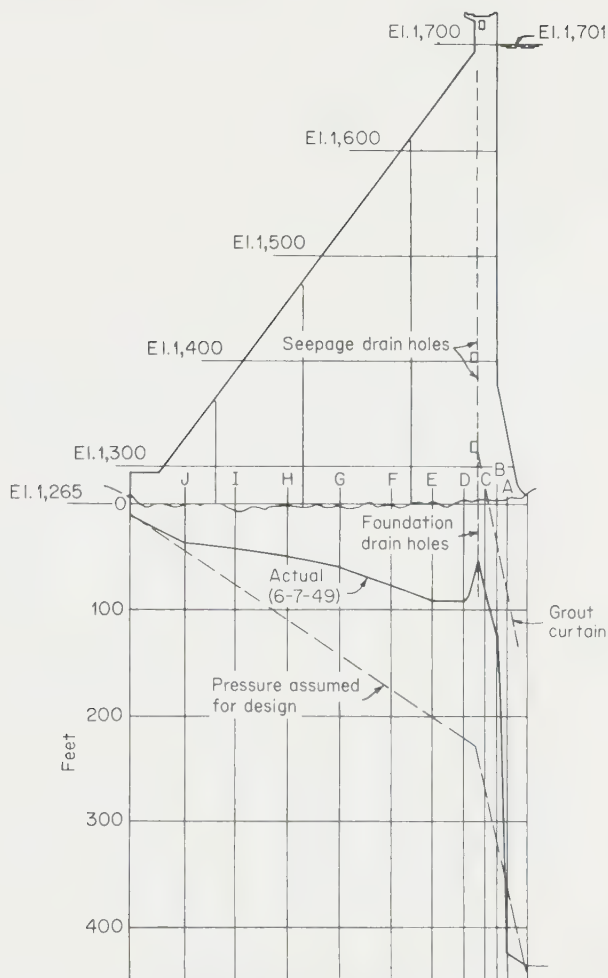 El.1,700
El.1,701
El.1,600
El.1,500
El.1,400
Seepage drain holes
El.1,300
J I H G F E D C B A
El.1,265
0
Foundation
drain holes
Actual
(6-7-49)
100
Grout
curtain
Pressure assumed
for design
200
Feet
300
400